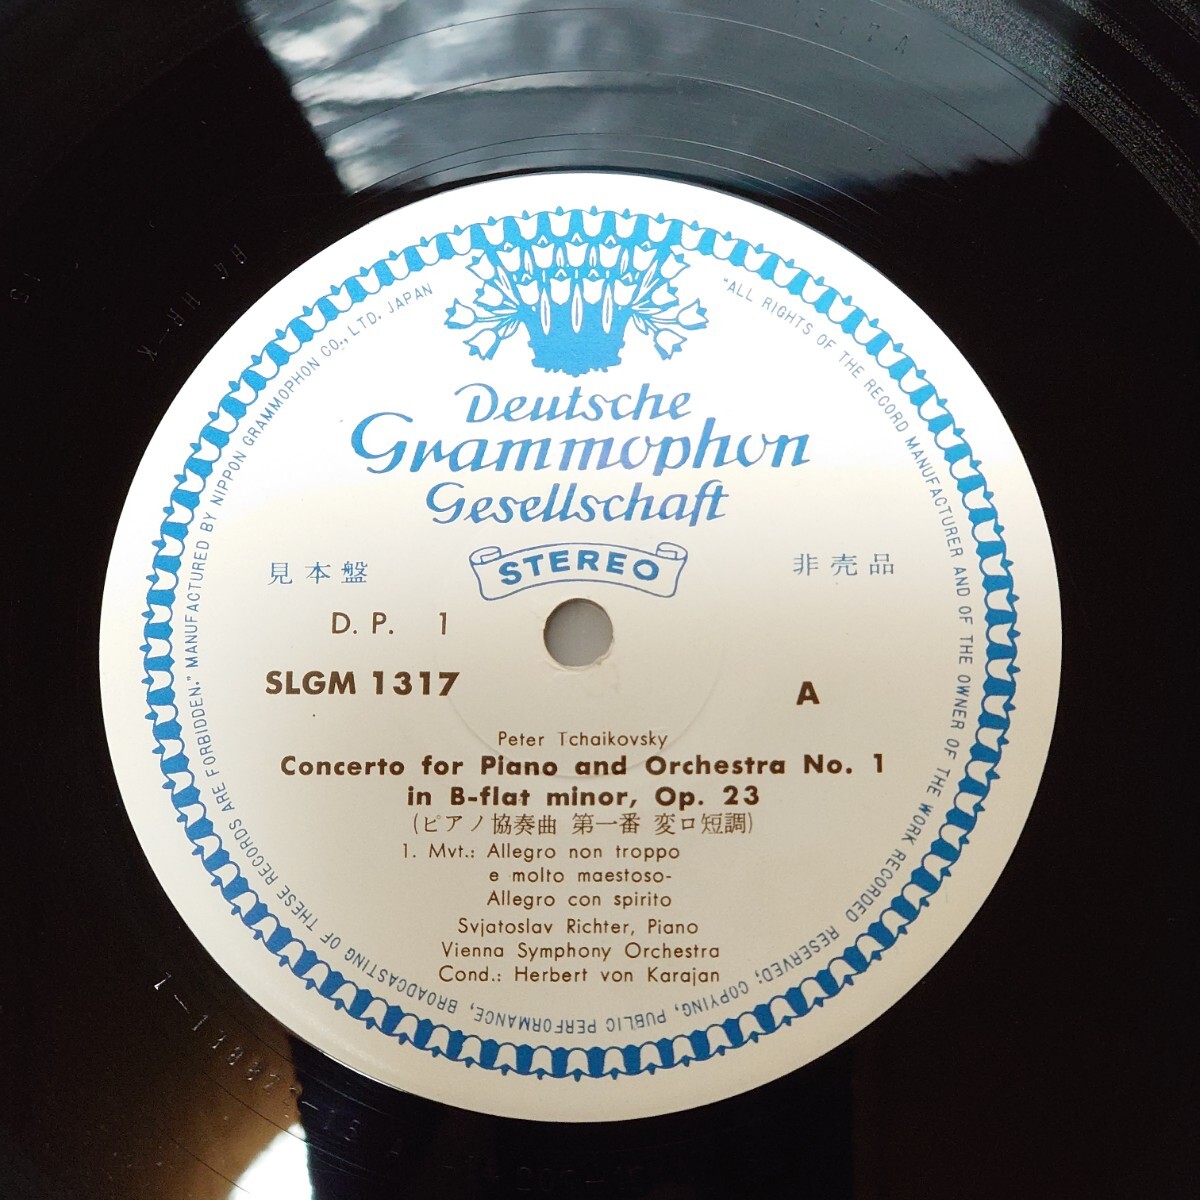 Deutsche
Grammophon
Gesellschaft
STEREO
見本盤
非売品
D. P. 1
SLGM 1317
A
Peter Tchaikovsky
Concerto for Piano and Orchestra No. 1
in B-flat minor, Op. 23
(ピアノ協奏曲 第一番 変ロ短調)
1. Mvt.: Allegro non troppo
e molto maestoso-
Allegro con spirito
Svjatoslav Richter, Piano
Vienna Symphony Orchestra
Cond.: Herbert von Karajan
"ALL RIGHTS OF THE RECORD MANUFACTURER AND OF THE OWNER OF THE WORK RECORDED RESERVED; COPYING, PUBLIC PERFORMANCE, BROADCASTING OF THESE RECORDS ARE FORBIDDEN." MANUFACTURED BY NIPPON GRAMMOPHON CO., LTD. JAPAN